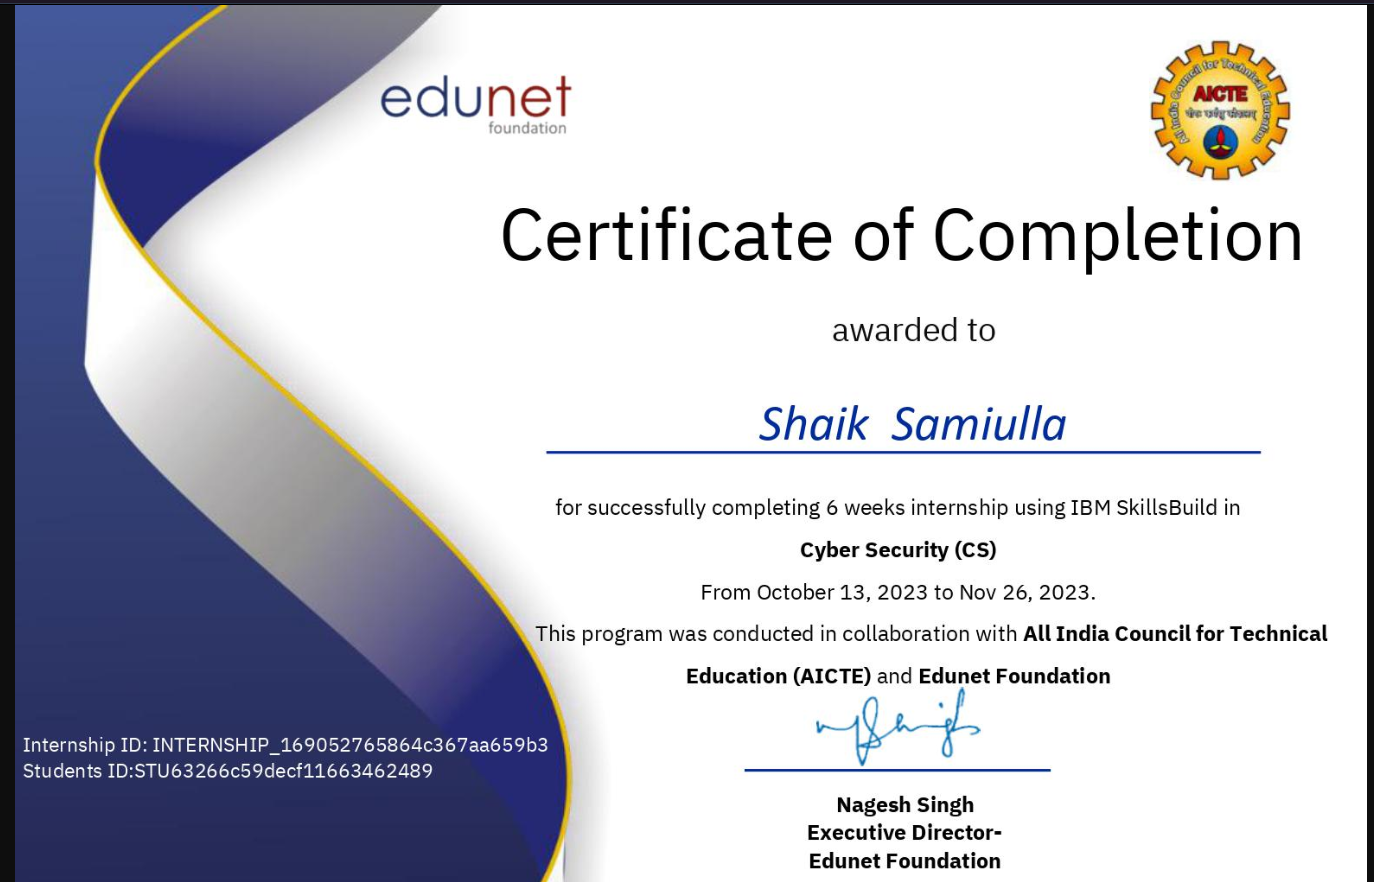 edunet
foundation
All India Council for Technical Education
AICTE
Certificate of Completion
awarded to
Shaik Samiulla
for successfully completing 6 weeks internship using IBM SkillsBuild in
Cyber Security (CS)
From October 13, 2023 to Nov 26, 2023.
This program was conducted in collaboration with All India Council for Technical
Education (AICTE) and Edunet Foundation
Internship ID: INTERNSHIP_169052765864c367aa659b3
Students ID:STU63266c59decf11663462489
Nagesh Singh
Executive Director-
Edunet Foundation